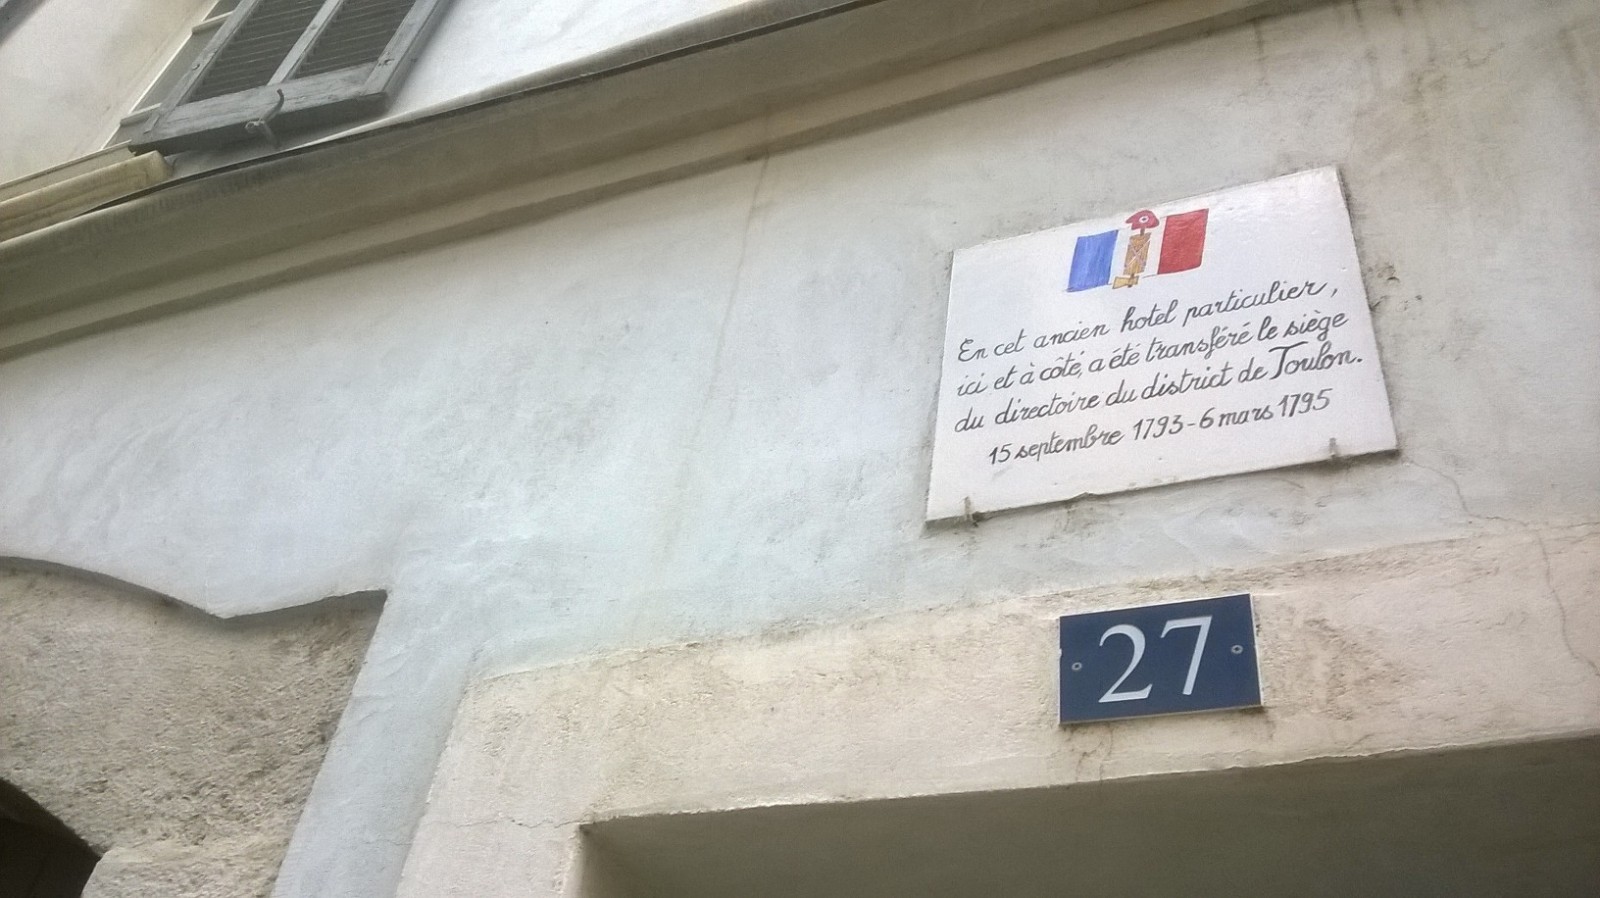 En cet ancien hotel particulier,
ici et à côté, a été transféré le siège
du directoire du district de Toulon.
15 septembre 1793-6 mars 1795
27